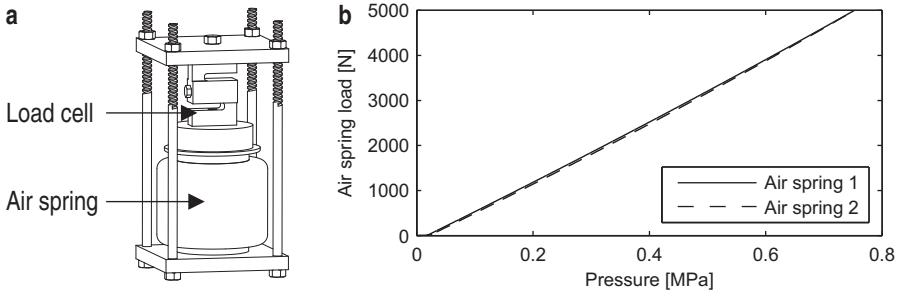 a
Load cell
Air spring
b
Air spring load [N]
5000
4000
3000
2000
1000
0
0
0.2
0.4
0.6
0.8
Pressure [MPa]
Air spring 1
Air spring 2